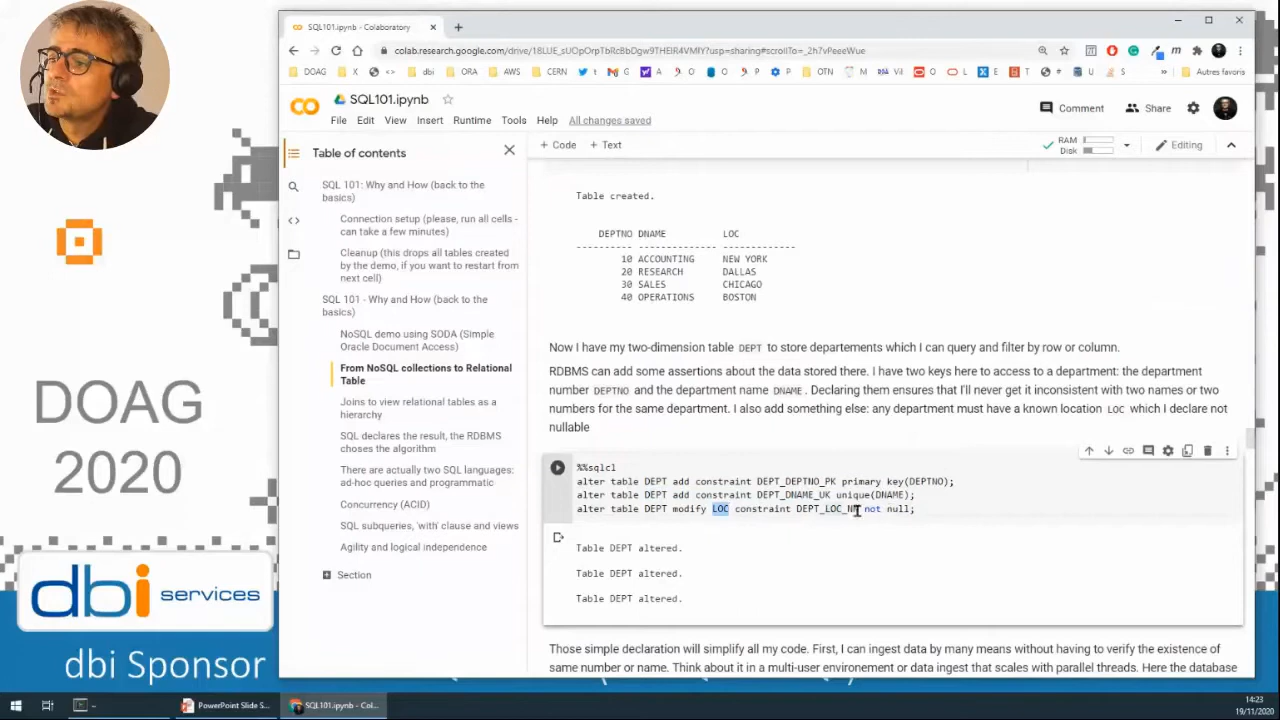 SQL101.ipynb - Colaboratory
colab.research.google.com/drive/18LUE_sUOpOrpTbRcBbDgw9THElR4VMIY?usp=sharing#scrollTo=_2h7vPeeeWue
DOAG X dbi ORA AWS CERN t G A O O P OTN Vil O L E T # U S » Autres favoris
SQL101.ipynb
File Edit View Insert Runtime Tools Help All changes saved
Comment Share
+ Code + Text
RAM
Disk
Editing
Table of contents
SQL 101: Why and How (back to the
basics)
Connection setup (please, run all cells -
can take a few minutes)
Cleanup (this drops all tables created
by the demo, if you want to restart from
next cell)
SQL 101 - Why and How (back to the
basics)
NoSQL demo using SODA (Simple
Oracle Document Access)
From NoSQL collections to Relational
Table
Joins to view relational tables as a
hierarchy
SQL declares the result, the RDBMS
choses the algorithm
There are actually two SQL languages:
ad-hoc queries and programmatic
Concurrency (ACID)
SQL subqueries, 'with' clause and views
Agility and logical independence
Section
Table created.
DEPTNO DNAME LOC
---------- -------------- -------------
10 ACCOUNTING NEW YORK
20 RESEARCH DALLAS
30 SALES CHICAGO
40 OPERATIONS BOSTON
Now I have my two-dimension table DEPT to store departements which I can query and filter by row or column.
RDBMS can add some assertions about the data stored there. I have two keys here to access to a department: the department
number DEPTNO and the department name DNAME. Declaring them ensures that I'll never get it inconsistent with two names or two
numbers for the same department. I also add something else: any department must have a known location LOC which I declare not
nullable
%%sqlcl
alter table DEPT add constraint DEPT_DEPTNO_PK primary key(DEPTNO);
alter table DEPT add constraint DEPT_DNAME_UK unique(DNAME);
alter table DEPT modify LOC constraint DEPT_LOC_NN not null;
Table DEPT altered.
Table DEPT altered.
Table DEPT altered.
Those simple declaration will simplify all my code. First, I can ingest data by many means without having to verify the existence of
same number or name. Think about it in a multi-user environement or data ingest that scales with parallel threads. Here the database
DOAG
2020
dbi services
dbi Sponsor
PowerPoint Slide S...
SQL101.ipynb - Col...
14:23
19/11/2020